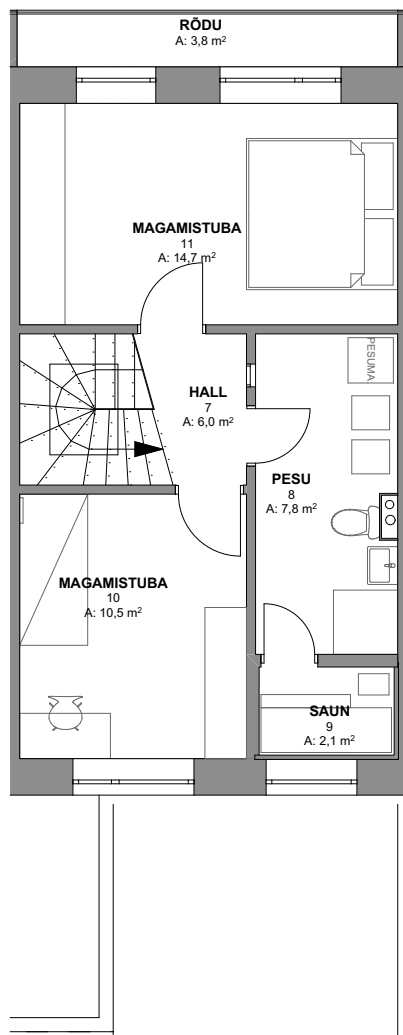 RÕDU
A: 3,8 m²
MAGAMISTUBA
11
A: 14,7 m²
PESUMA
HALL
7
A: 6,0 m²
PESU
8
A: 7,8 m²
MAGAMISTUBA
10
A: 10,5 m²
SAUN
9
A: 2,1 m²